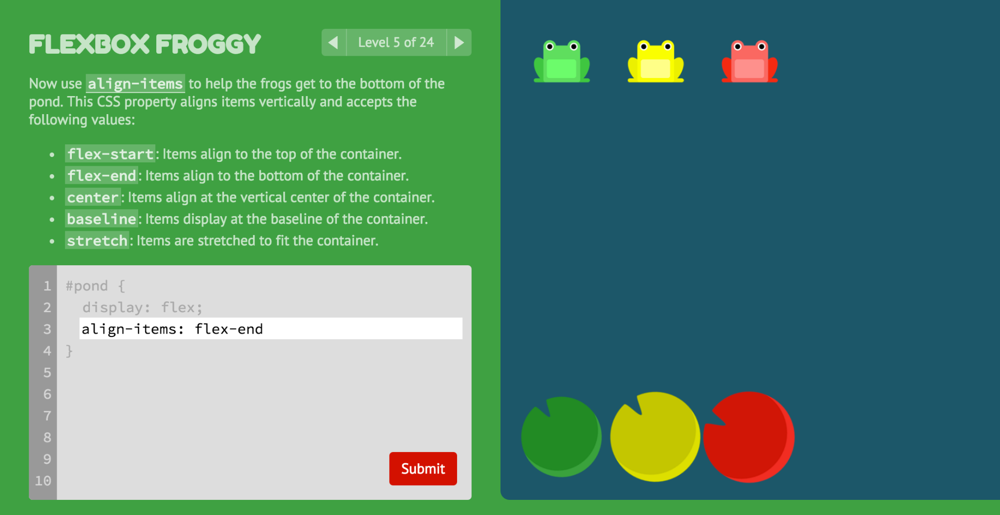 FLEXBOX FROGGY
Level 5 of 24
Now use align-items to help the frogs get to the bottom of the
pond. This CSS property aligns items vertically and accepts the
following values:
• flex-start: Items align to the top of the container.
• flex-end: Items align to the bottom of the container.
• center: Items align at the vertical center of the container.
• baseline: Items display at the baseline of the container.
• stretch: Items are stretched to fit the container.
1 #pond {
2   display: flex;
3   align-items: flex-end
4 }
5
6
7
8
9
10
Submit